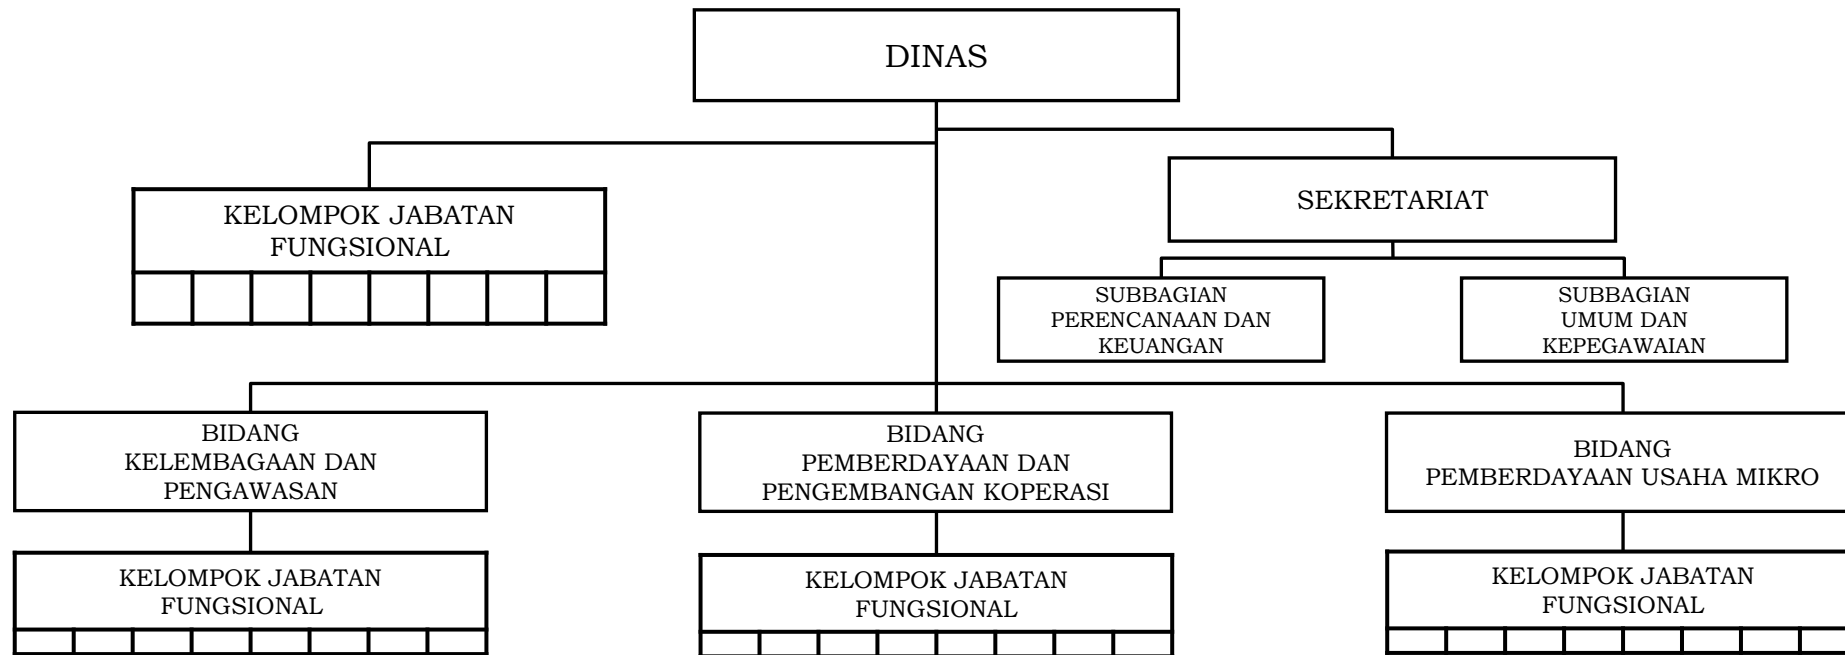 DINAS
SEKRETARIAT
KELOMPOK JABATAN
FUNGSIONAL
SUBBAGIAN
PERENCANAAN DAN
KEUANGAN
SUBBAGIAN
UMUM DAN
KEPEGAWAIAN
BIDANG
KELEMBAGAAN DAN
PENGAWASAN
BIDANG
PEMBERDAYAAN DAN
PENGEMBANGAN KOPERASI
BIDANG
PEMBERDAYAAN USAHA MIKRO
KELOMPOK JABATAN
FUNGSIONAL
KELOMPOK JABATAN
FUNGSIONAL
KELOMPOK JABATAN
FUNGSIONAL